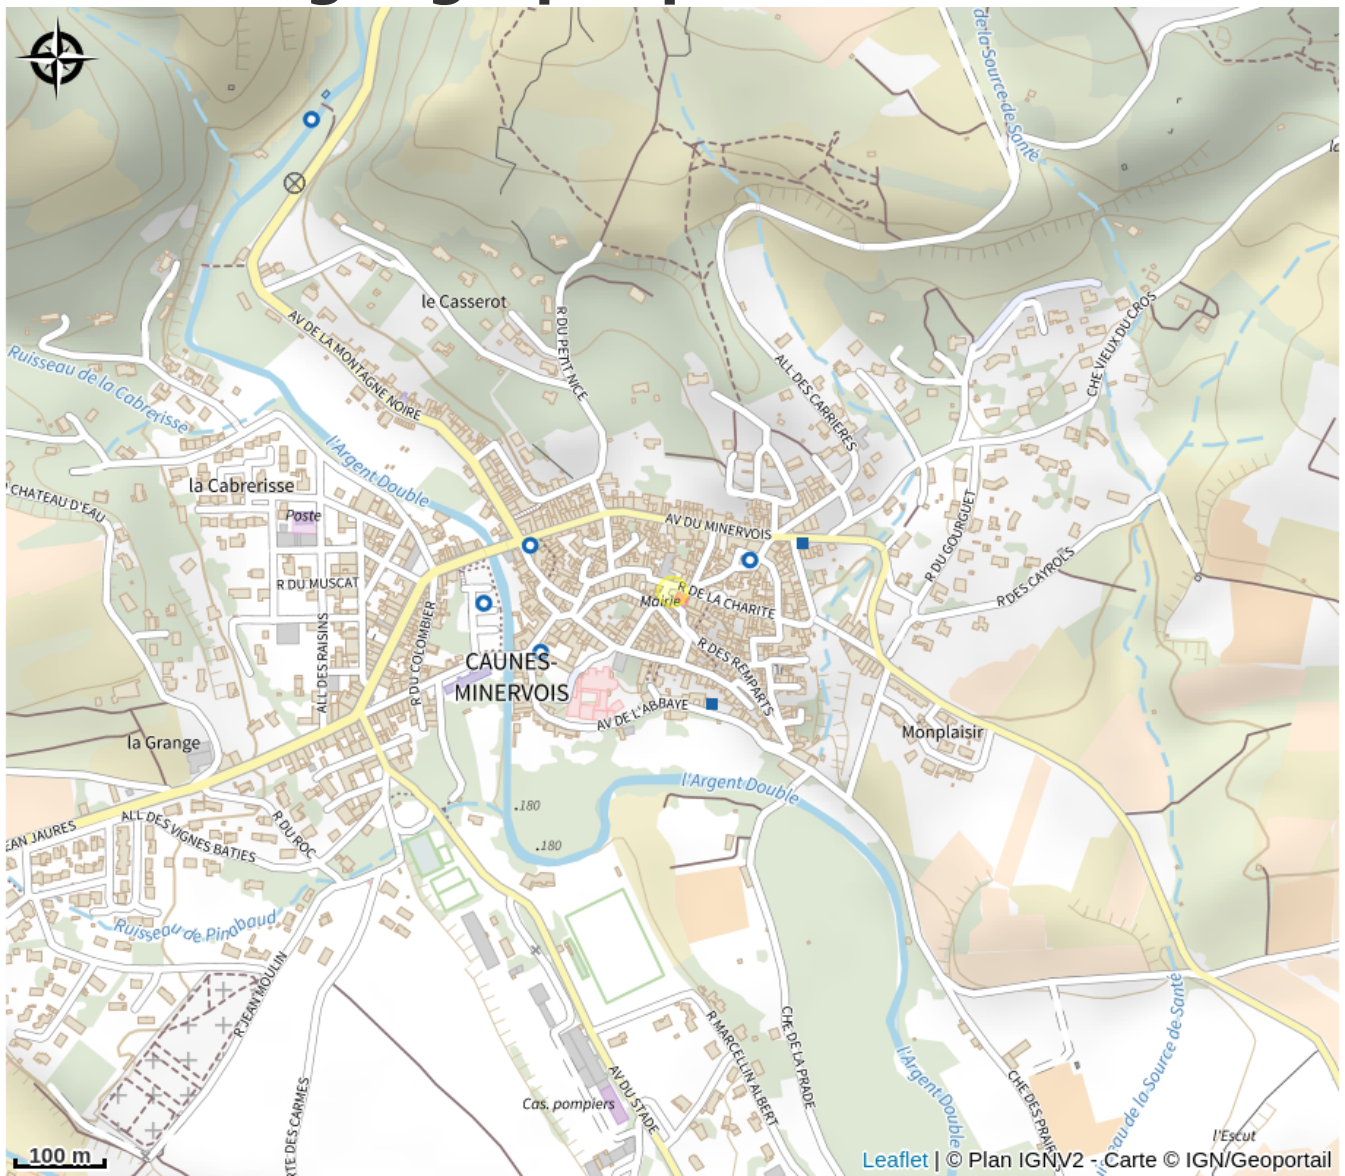 de la Source de Santé
le Casserot
R DU PETIT NICE
AV DE LA MONTAGNE NOIRE
CHE VIEUX DU CROS
ALL DES CARRIERES
Ruisseau de la Cabrerisse
l'Argent Double
la Cabrerisse
CHATEAU D'EAU
Poste
AV DU MINERVOIS
R DU GOURGUET
R DES CAYROLS
R DU MUSCAT
Mairie
R DE LA CHARITE
ALL DES RAISINS
R DU COLOMBIER
R DES REMPARTS
CAUNES-
MINERVOIS
AV DE L'ABBAYE
la Grange
Monplaisir
l'Argent Double
.180
.180
EAN JAURES
ALL DES VIGNES BATIES
R DU ROC
Ruisseau de Pinabaud
R JEAN MOULIN
R MARCELLIN ALBERT
CHE DE LA PRADE
l'Argent Double
eau de la Source de Santé
AV DU STADE
Cas. pompiers
TE DES CARMES
CHE DES PRAIR
l'Escut
100 m
Leaflet | © Plan IGNV2 - Carte © IGN/Geoportail